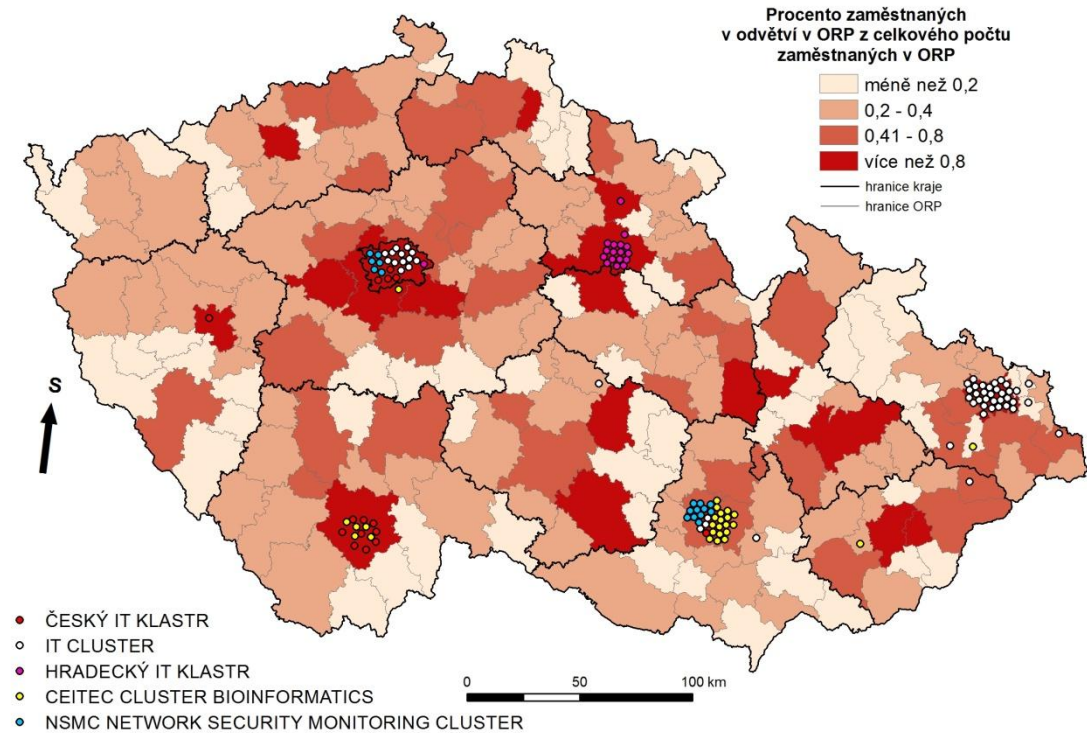 Procento zaměstnaných
v odvětví v ORP z celkového počtu
zaměstnaných v ORP
méně než 0,2
0,2 - 0,4
0,41 - 0,8
více než 0,8
hranice kraje
hranice ORP
S
ČESKÝ IT KLASTR
IT CLUSTER
HRADECKÝ IT KLASTR
CEITEC CLUSTER BIOINFORMATICS
NSMC NETWORK SECURITY MONITORING CLUSTER
0 50 100 km